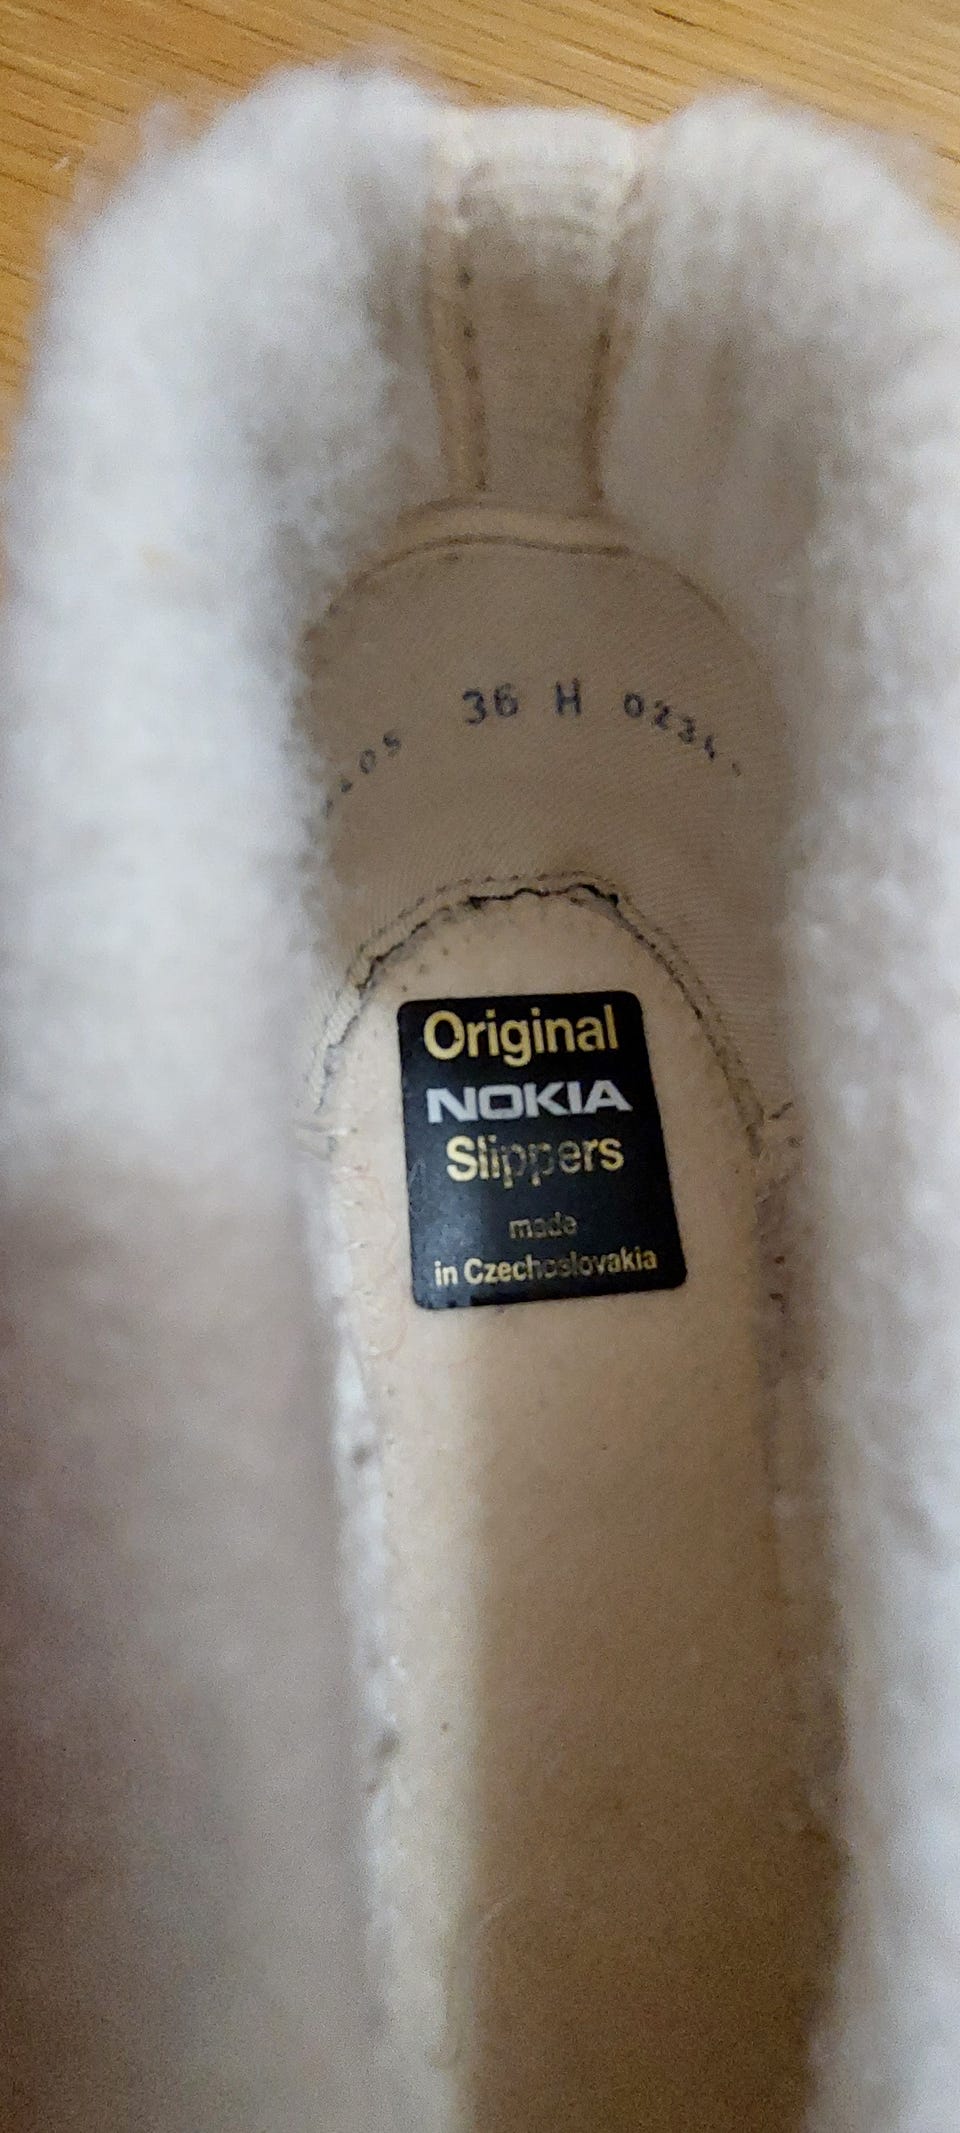 36 H
Original
NOKIA
Slippers
made
in Czechoslovakia